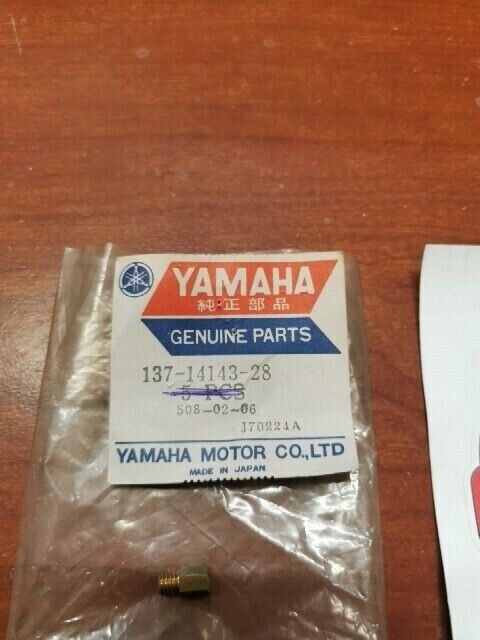 YAMAHA
純正部品
GENUINE PARTS
137-14143-28
5 PCS
508-02-06
J70224A
YAMAHA MOTOR CO.,LTD
MADE IN JAPAN